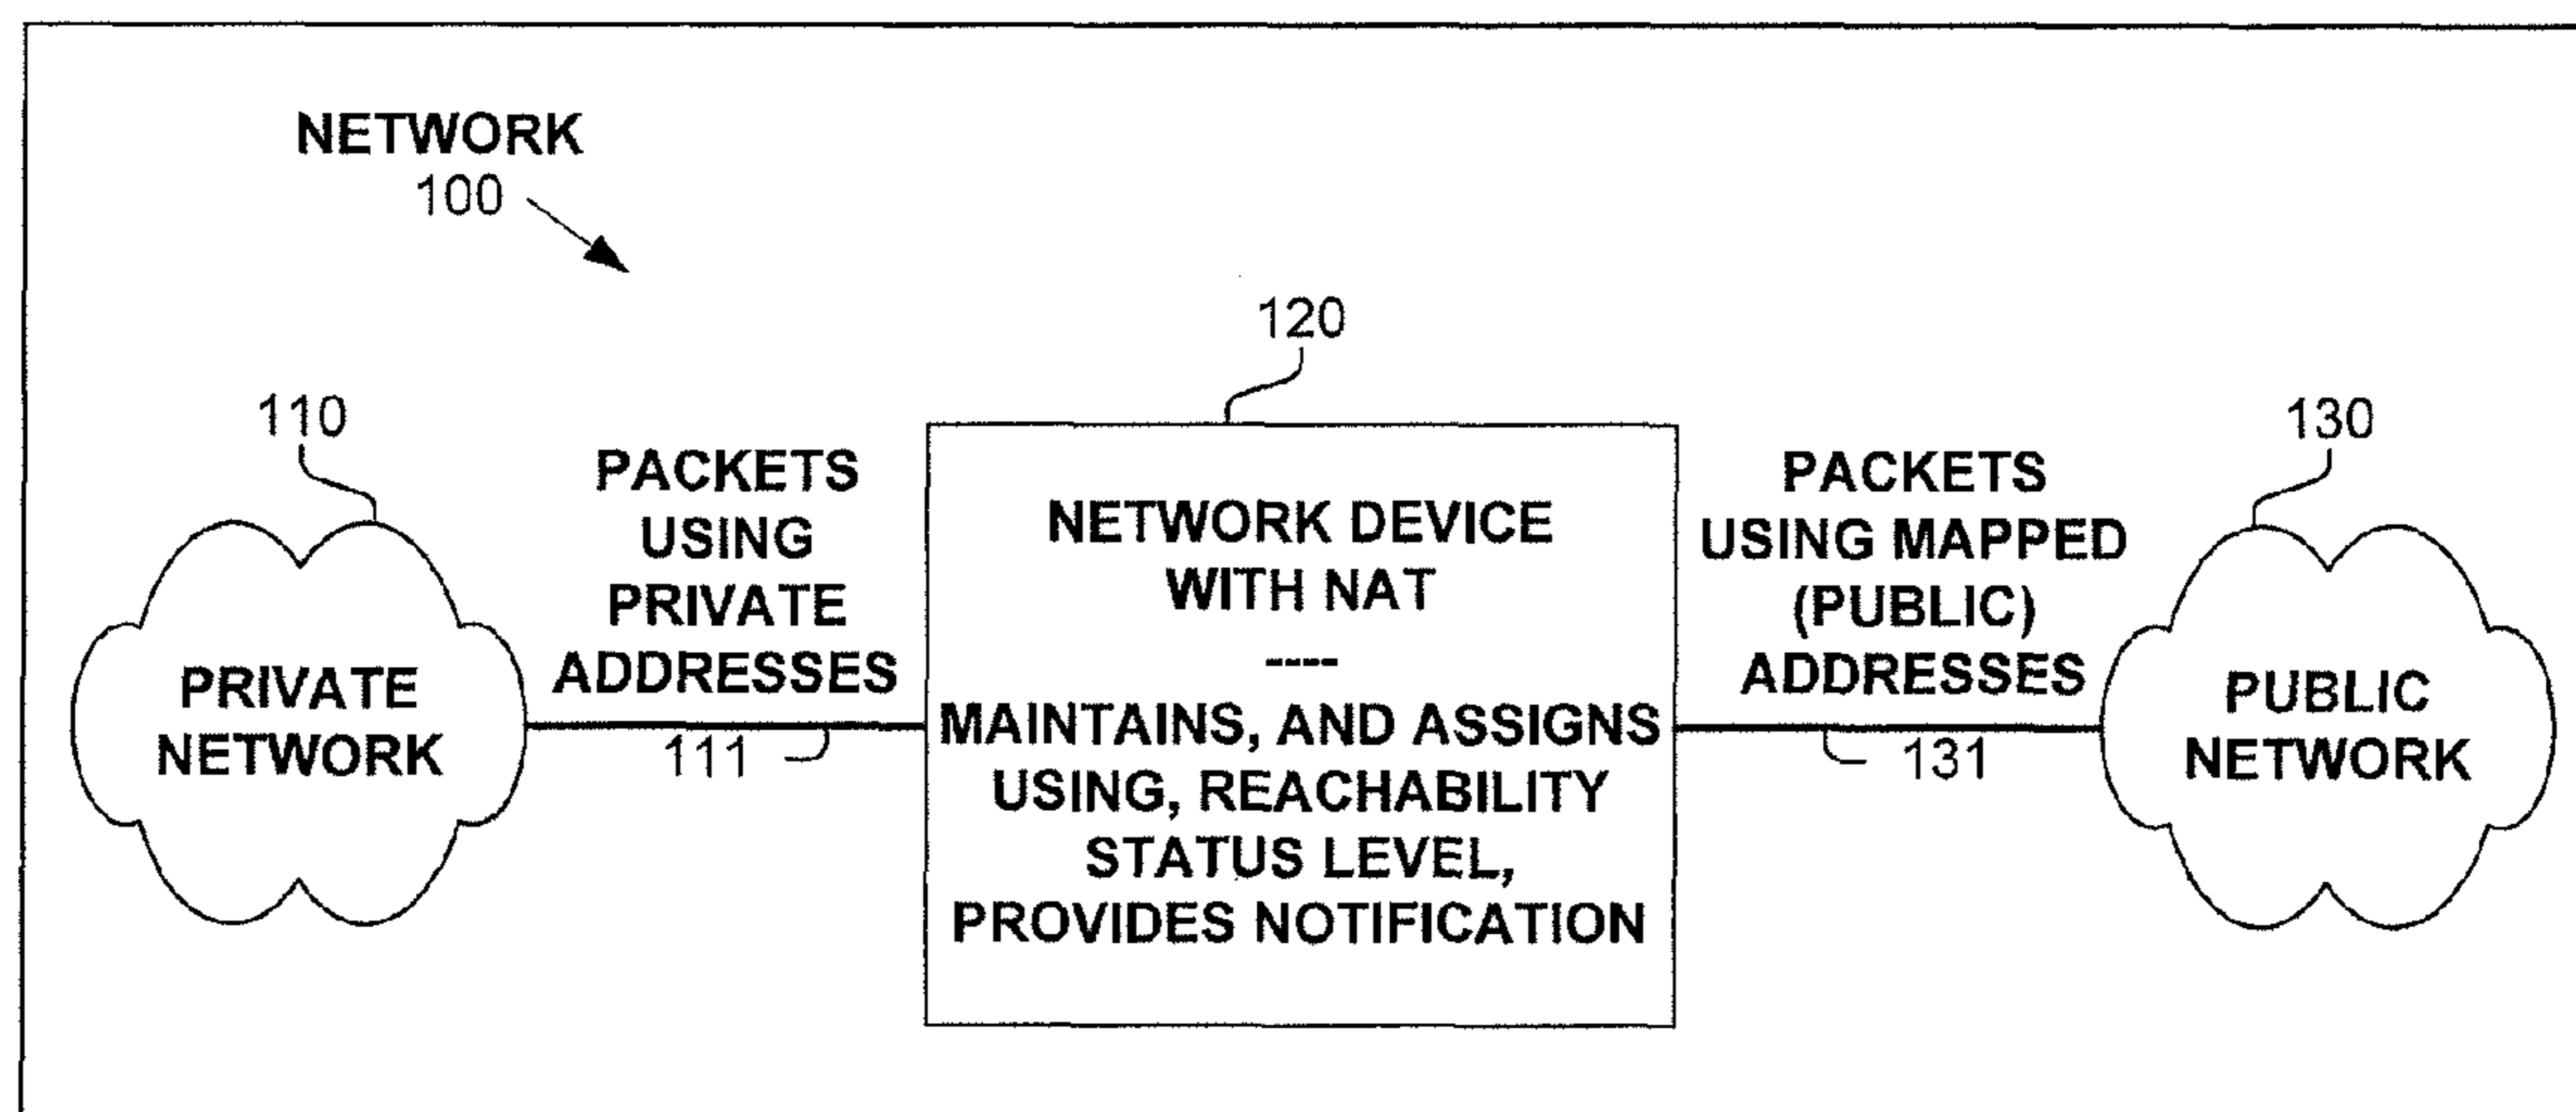 NETWORK
100
120
110
130
PACKETS
USING
PRIVATE
ADDRESSES
PACKETS
USING MAPPED
(PUBLIC)
ADDRESSES
NETWORK DEVICE
WITH NAT
----
MAINTAINS, AND ASSIGNS
USING, REACHABILITY
STATUS LEVEL,
PROVIDES NOTIFICATION
PRIVATE
NETWORK
111
131
PUBLIC
NETWORK